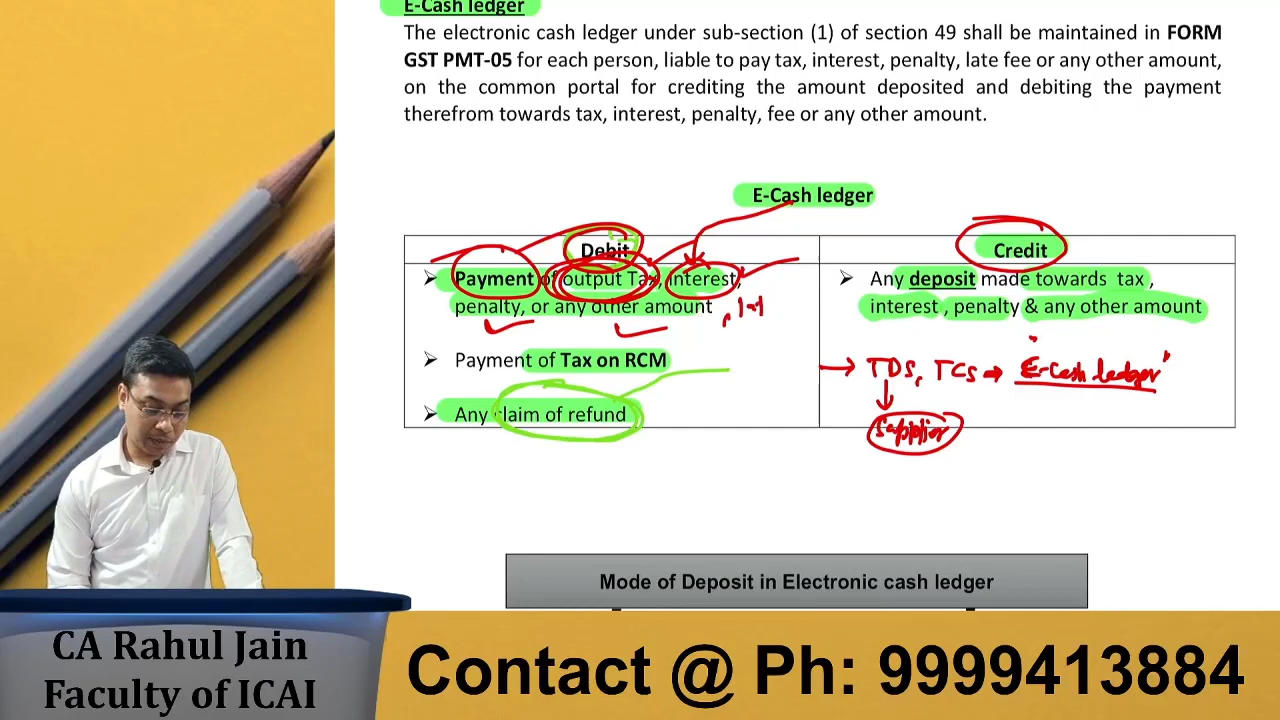 E-Cash ledger
The electronic cash ledger under sub-section (1) of section 49 shall be maintained in FORM
GST PMT-05 for each person, liable to pay tax, interest, penalty, late fee or any other amount,
on the common portal for crediting the amount deposited and debiting the payment
therefrom towards tax, interest, penalty, fee or any other amount.
E-Cash ledger
Debit
Payment of output Tax, interest,
penalty, or any other amount
Payment of Tax on RCM
Any claim of refund
Credit
Any deposit made towards tax ,
interest , penalty & any other amount
TDS, TCS → "E-Cash ledger"
Supplier
Mode of Deposit in Electronic cash ledger
CA Rahul Jain
Faculty of ICAI
Contact @ Ph: 9999413884